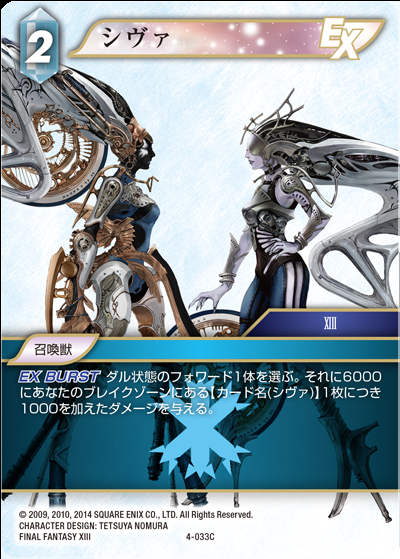 2
シヴァ
EX
XIII
召喚獣
EX BURST ダル状態のフォワード1体を選ぶ。それに6000
にあなたのブレイクゾーンにある【カード名(シヴァ)】1枚につき
1000を加えたダメージを与える。
© 2009, 2010, 2014 SQUARE ENIX CO., LTD. All Rights Reserved.
CHARACTER DESIGN: TETSUYA NOMURA
FINAL FANTASY XIII 4-033C